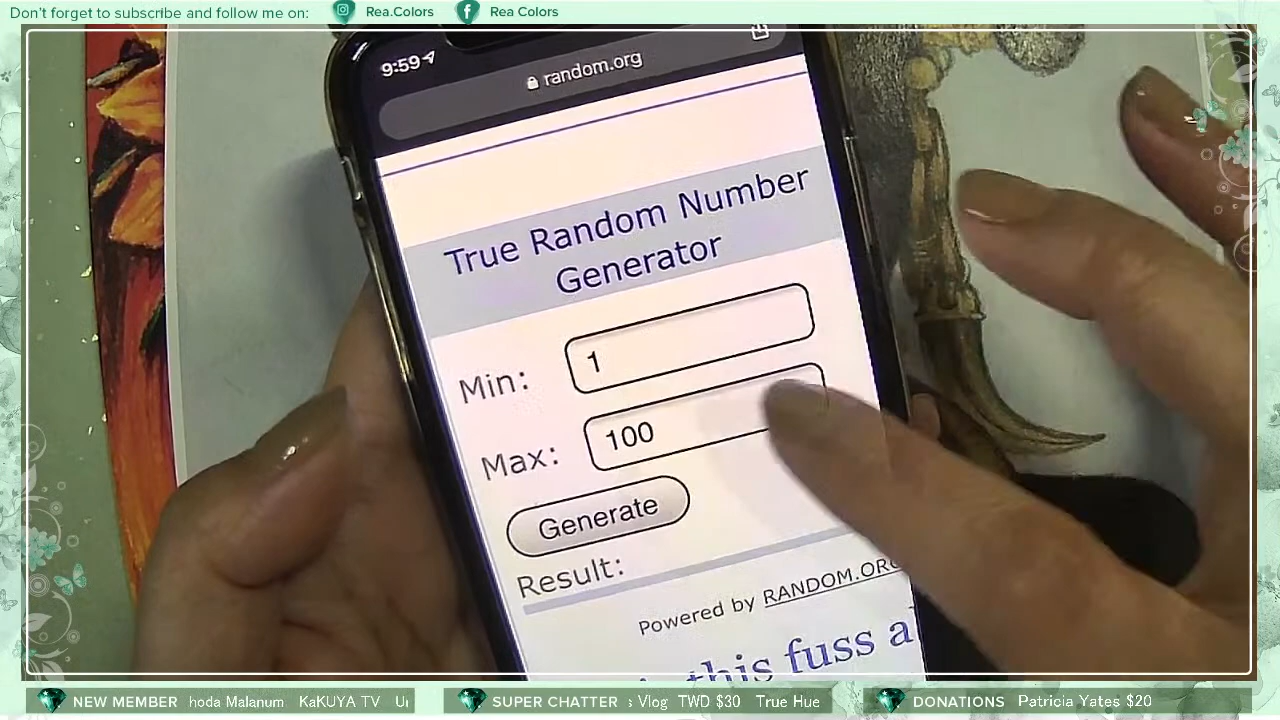 Don't forget to subscribe and follow me on: Rea.Colors Rea Colors
9:59
random.org
True Random Number
Generator
Min: 1
Max: 100
Generate
Result:
Powered by RANDOM.ORG
this fuss a
NEW MEMBER hoda Malanum KaKUYA TV SUPER CHATTER Vlog TWD $30 True Hue DONATIONS Patricia Yates $20